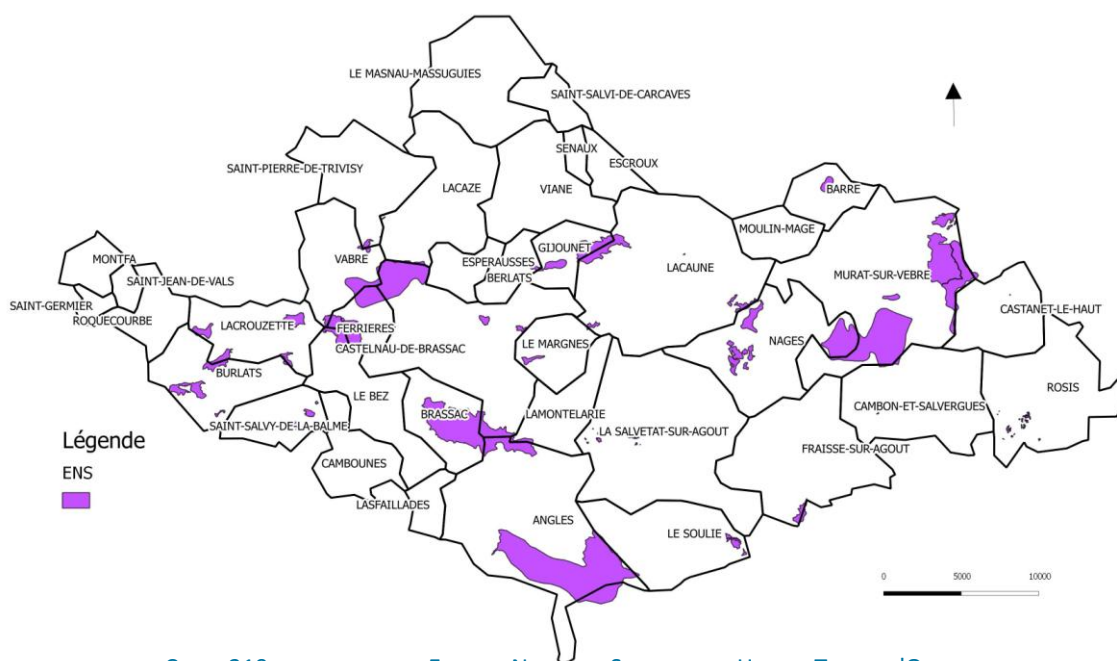 LE MASNAU-MASSUGUIES
SAINT-SALVI-DE-CARCAVES
SENAUX
ESCROUX
SAINT-PIERRE-DE-TRIVISY
LACAZE
VIANE
BARRE
MOULIN-MAGE
GIJOUNET
MONTFA
VABRE
ESPERAUSSES
LACAUNE
BERLATS
SAINT-JEAN-DE-VALS
MURAT-SUR-VEBRE
SAINT-GERMIER
CASTANET-LE-HAUT
ROQUECOURBE
LACROUZETTE
FERRIERES
CASTELNAU-DE-BRASSAC
LE MARGNES
NAGES
BURLATS
ROSIS
LE BEZ
BRASSAC
LAMONTELARIE
CAMBON-ET-SALVERGUES
SAINT-SALVY-DE-LA-BALME
LA SALVETAT-SUR-AGOUT
FRAISSE-SUR-AGOUT
CAMBOUNES
LASFAILLADES
ANGLES
LE SOULIE
Légende
ENS
0 5000 10000